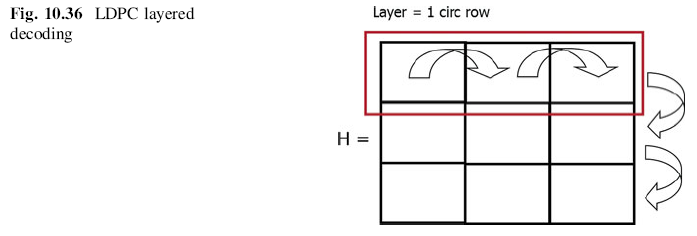 Fig. 10.36 LDPC layered
decoding
Layer = 1 circ row
H =